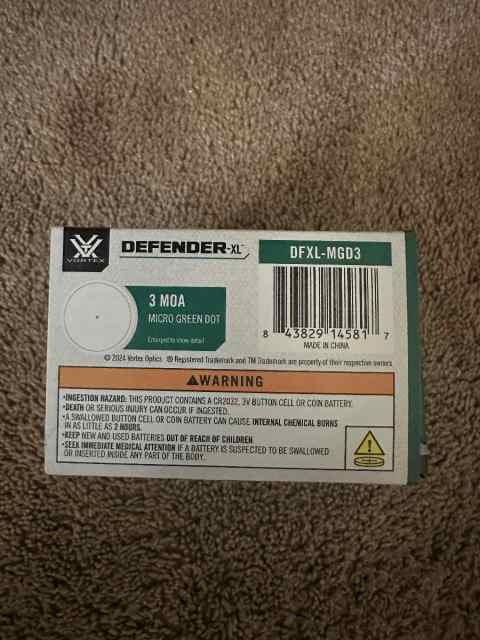 VORTEX
DEFENDER-XL™
DFXL-MGD3
3 MOA
MICRO GREEN DOT
Enlarged to show detail
8 43829 14581 7
MADE IN CHINA
© 2024 Vortex Optics ® Registered Trademark and TM Trademark are property of their respective owners
WARNING
•INGESTION HAZARD: THIS PRODUCT CONTAINS A CR2032, 3V BUTTON CELL OR COIN BATTERY.
•DEATH OR SERIOUS INJURY CAN OCCUR IF INGESTED.
•A SWALLOWED BUTTON CELL OR COIN BATTERY CAN CAUSE INTERNAL CHEMICAL BURNS
IN AS LITTLE AS 2 HOURS.
•KEEP NEW AND USED BATTERIES OUT OF REACH OF CHILDREN
•SEEK IMMEDIATE MEDICAL ATTENTION IF A BATTERY IS SUSPECTED TO BE SWALLOWED
OR INSERTED INSIDE ANY PART OF THE BODY.